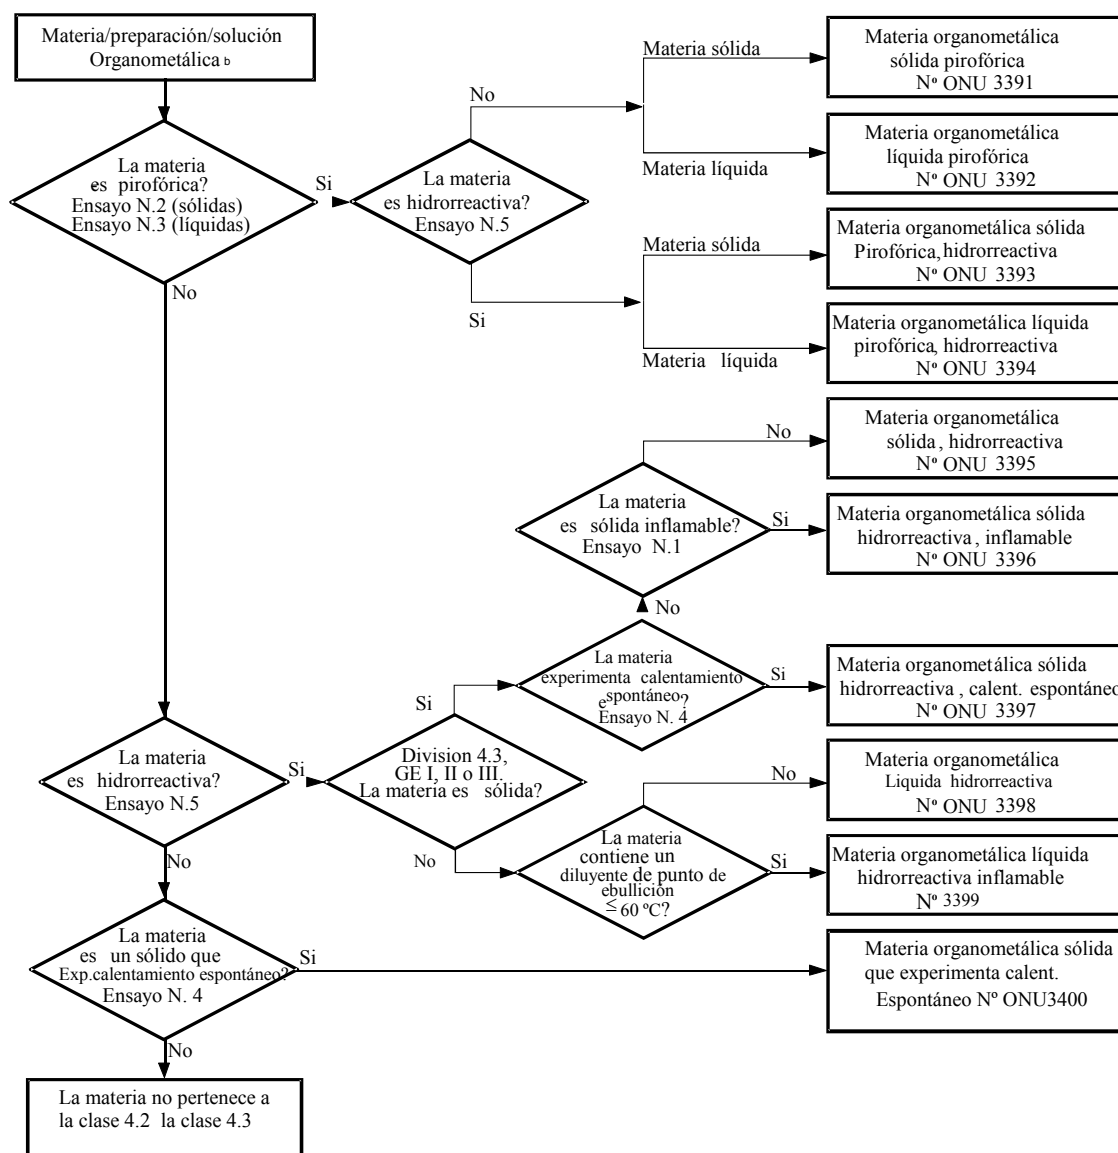 Materia/preparación/solución
Organometálica b
La materia
es pirofórica?
Ensayo N.2 (sólidas)
Ensayo N.3 (líquidas)
Si
No
La materia
es hidrorreactiva?
Ensayo N.5
No
Si
Materia sólida
Materia líquida
Materia sólida
Materia líquida
Materia organometálica
sólida pirofórica
Nº ONU 3391
Materia organometálica
líquida pirofórica
Nº ONU 3392
Materia organometálica sólida
Pirofórica, hidrorreactiva
Nº ONU 3393
Materia organometálica líquida
pirofórica, hidrorreactiva
Nº ONU 3394
Materia organometálica
sólida , hidrorreactiva
Nº ONU 3395
No
La materia
es sólida inflamable?
Ensayo N.1
Si
Materia organometálica sólida
hidrorreactiva , inflamable
Nº ONU 3396
No
La materia
experimenta calentamiento
espontáneo?
Ensayo N. 4
Si
Materia organometálica sólida
hidrorreactiva , calent. espontáneo
Nº ONU 3397
La materia
es hidrorreactiva?
Ensayo N.5
Si
No
Division 4.3,
GE I, II o III.
La materia es sólida?
Si
No
La materia
contiene un
diluyente de punto de
ebullición
≤ 60 ºC?
No
Si
Materia organometálica
Liquida hidrorreactiva
Nº ONU 3398
Materia organometálica líquida
hidrorreactiva inflamable
Nº 3399
La materia
es un sólido que
Exp.calentamiento espontáneo?
Ensayo N. 4
Si
No
Materia organometálica sólida
que experimenta calent.
Espontáneo Nº ONU3400
La materia no pertenece a
la clase 4.2 la clase 4.3